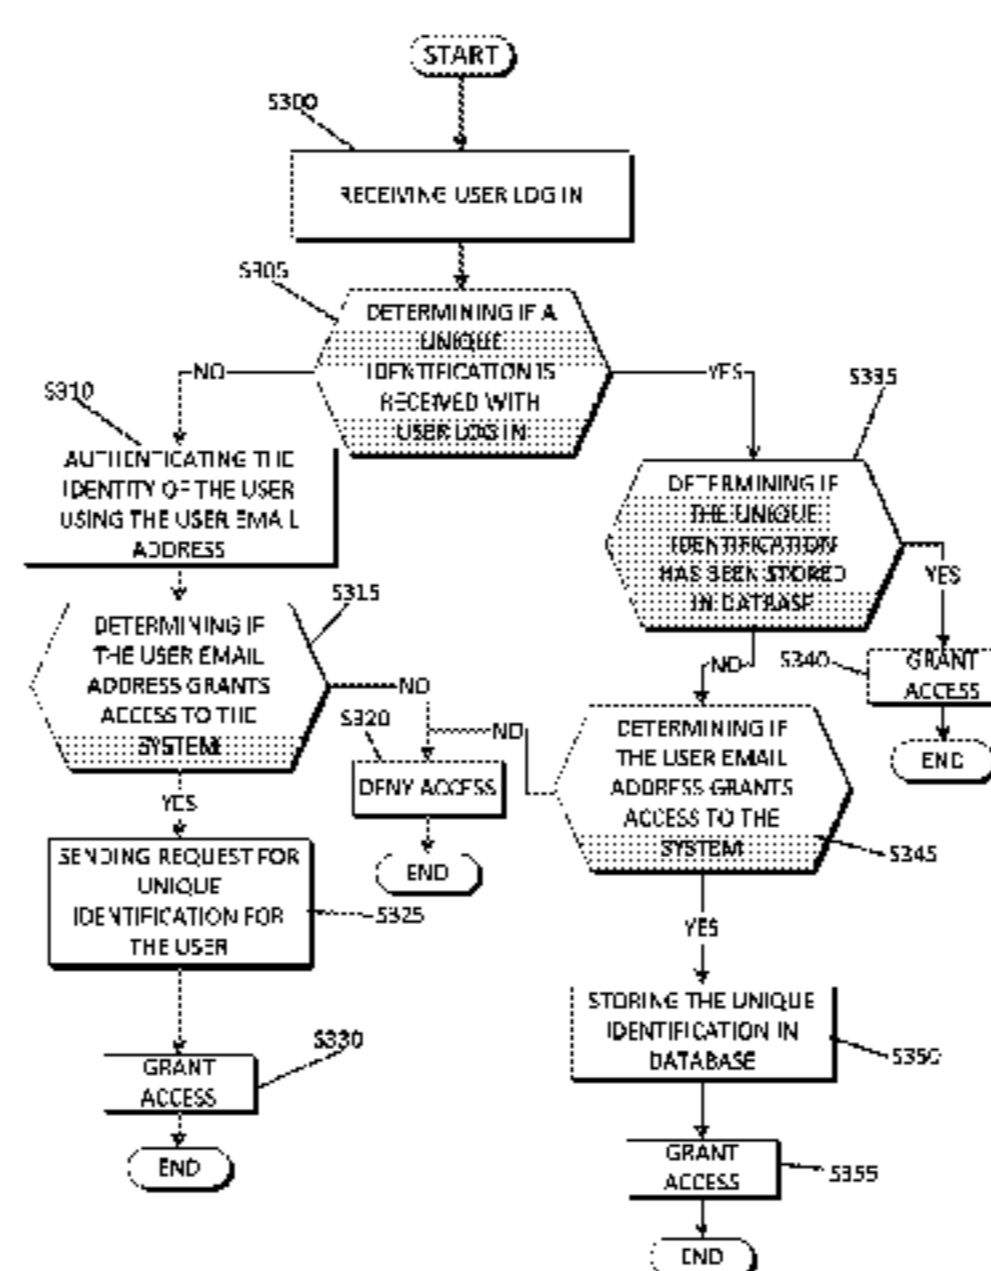 START
S300
RECEIVING USER LOG IN
S305
DETERMINING IF A
UNIQUE
IDENTIFICATION IS
RECEIVED WITH
USER LOG IN
NO
YES
S310
AUTHENTICATING THE
IDENTITY OF THE USER
USING THE USER EMAIL
ADDRESS
S335
DETERMINING IF
THE UNIQUE
IDENTIFICATION
HAS BEEN STORED
IN DATBASE
YES
S340
GRANT
ACCESS
END
NO
S315
DETERMINING IF
THE USER EMAIL
ADDRESS GRANTS
ACCESS TO THE
SYSTEM
NO
S320
DENY ACCESS
END
NO
DETERMINING IF
THE USER EMAIL
ADDRESS GRANTS
ACCESS TO THE
SYSTEM
S345
YES
SENDING REQUEST FOR
UNIQUE
IDENTIFICATION FOR
THE USER
S325
S330
GRANT
ACCESS
END
YES
STORING THE UNIQUE
IDENTIFICATION IN
DATABASE
S350
GRANT
ACCESS
S355
END